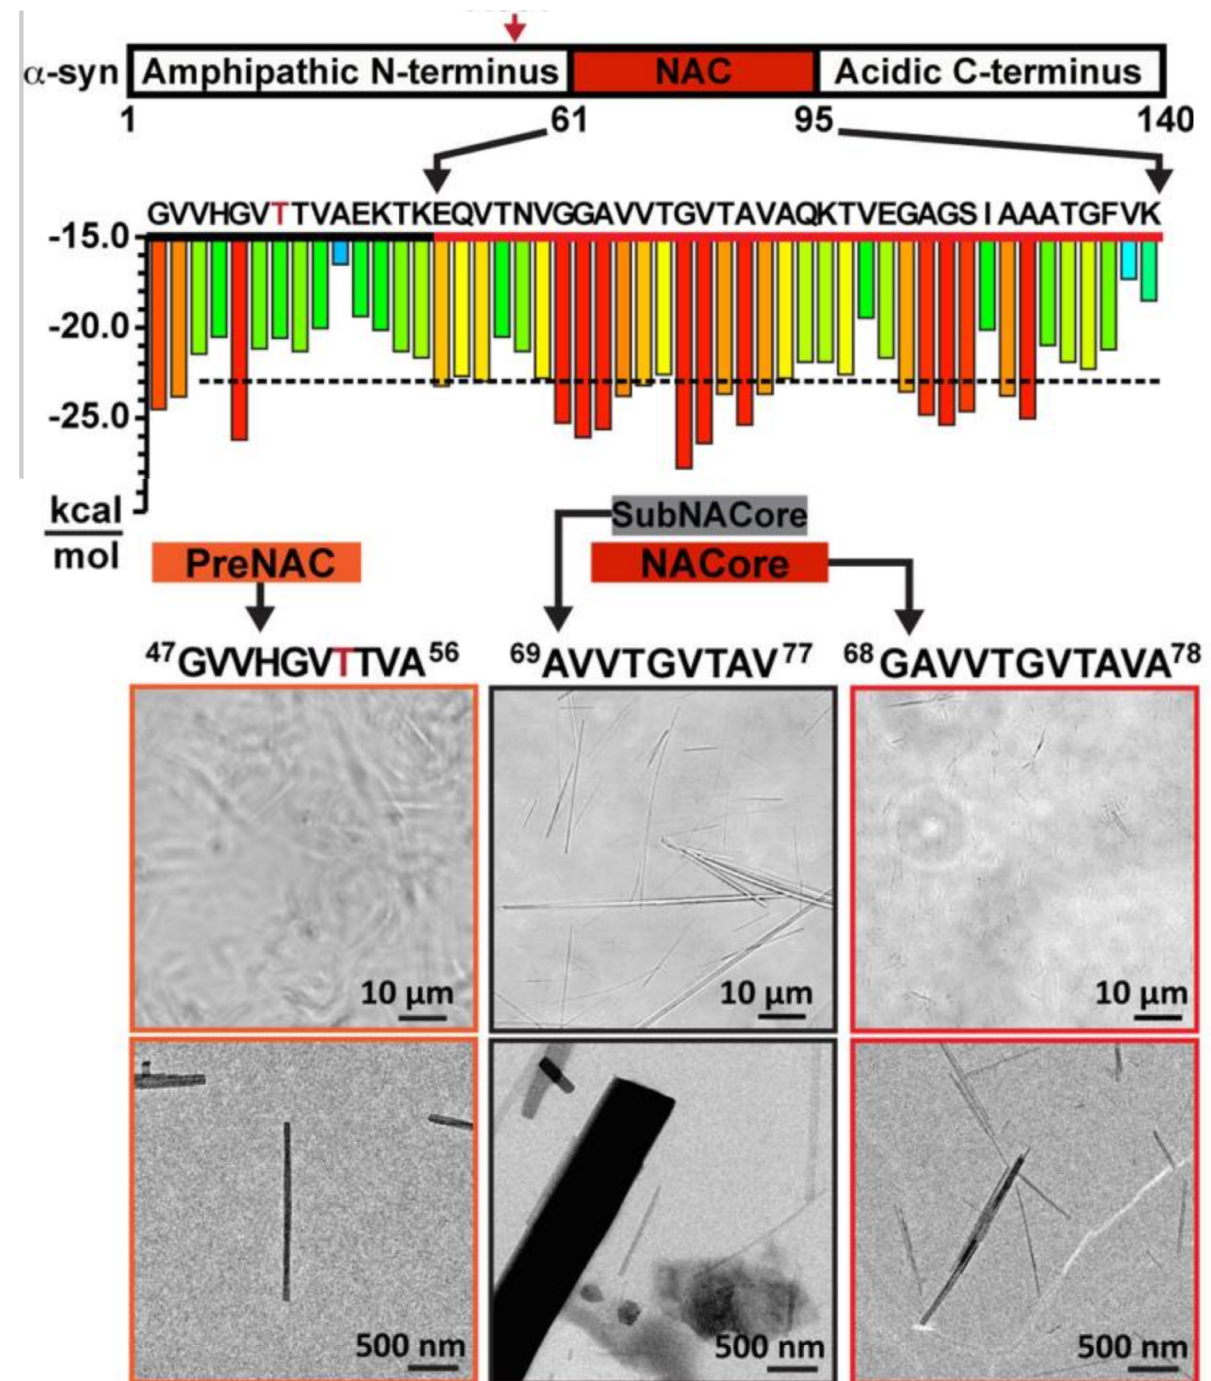 α-syn Amphipathic N-terminus NAC Acidic C-terminus
1 61 95 140
GVVHGVTTVAEKTKEQVTNVGGAVVTGVTAVAQKTVEGAGSIAAATGFVK
-15.0
-20.0
-25.0
kcal
mol
SubNACore
PreNAC NACore
47GVVHGVTTVA56 69AVVTGVTAV77 68GAVVTGVTAVA78
10 µm 10 µm 10 µm
500 nm 500 nm 500 nm